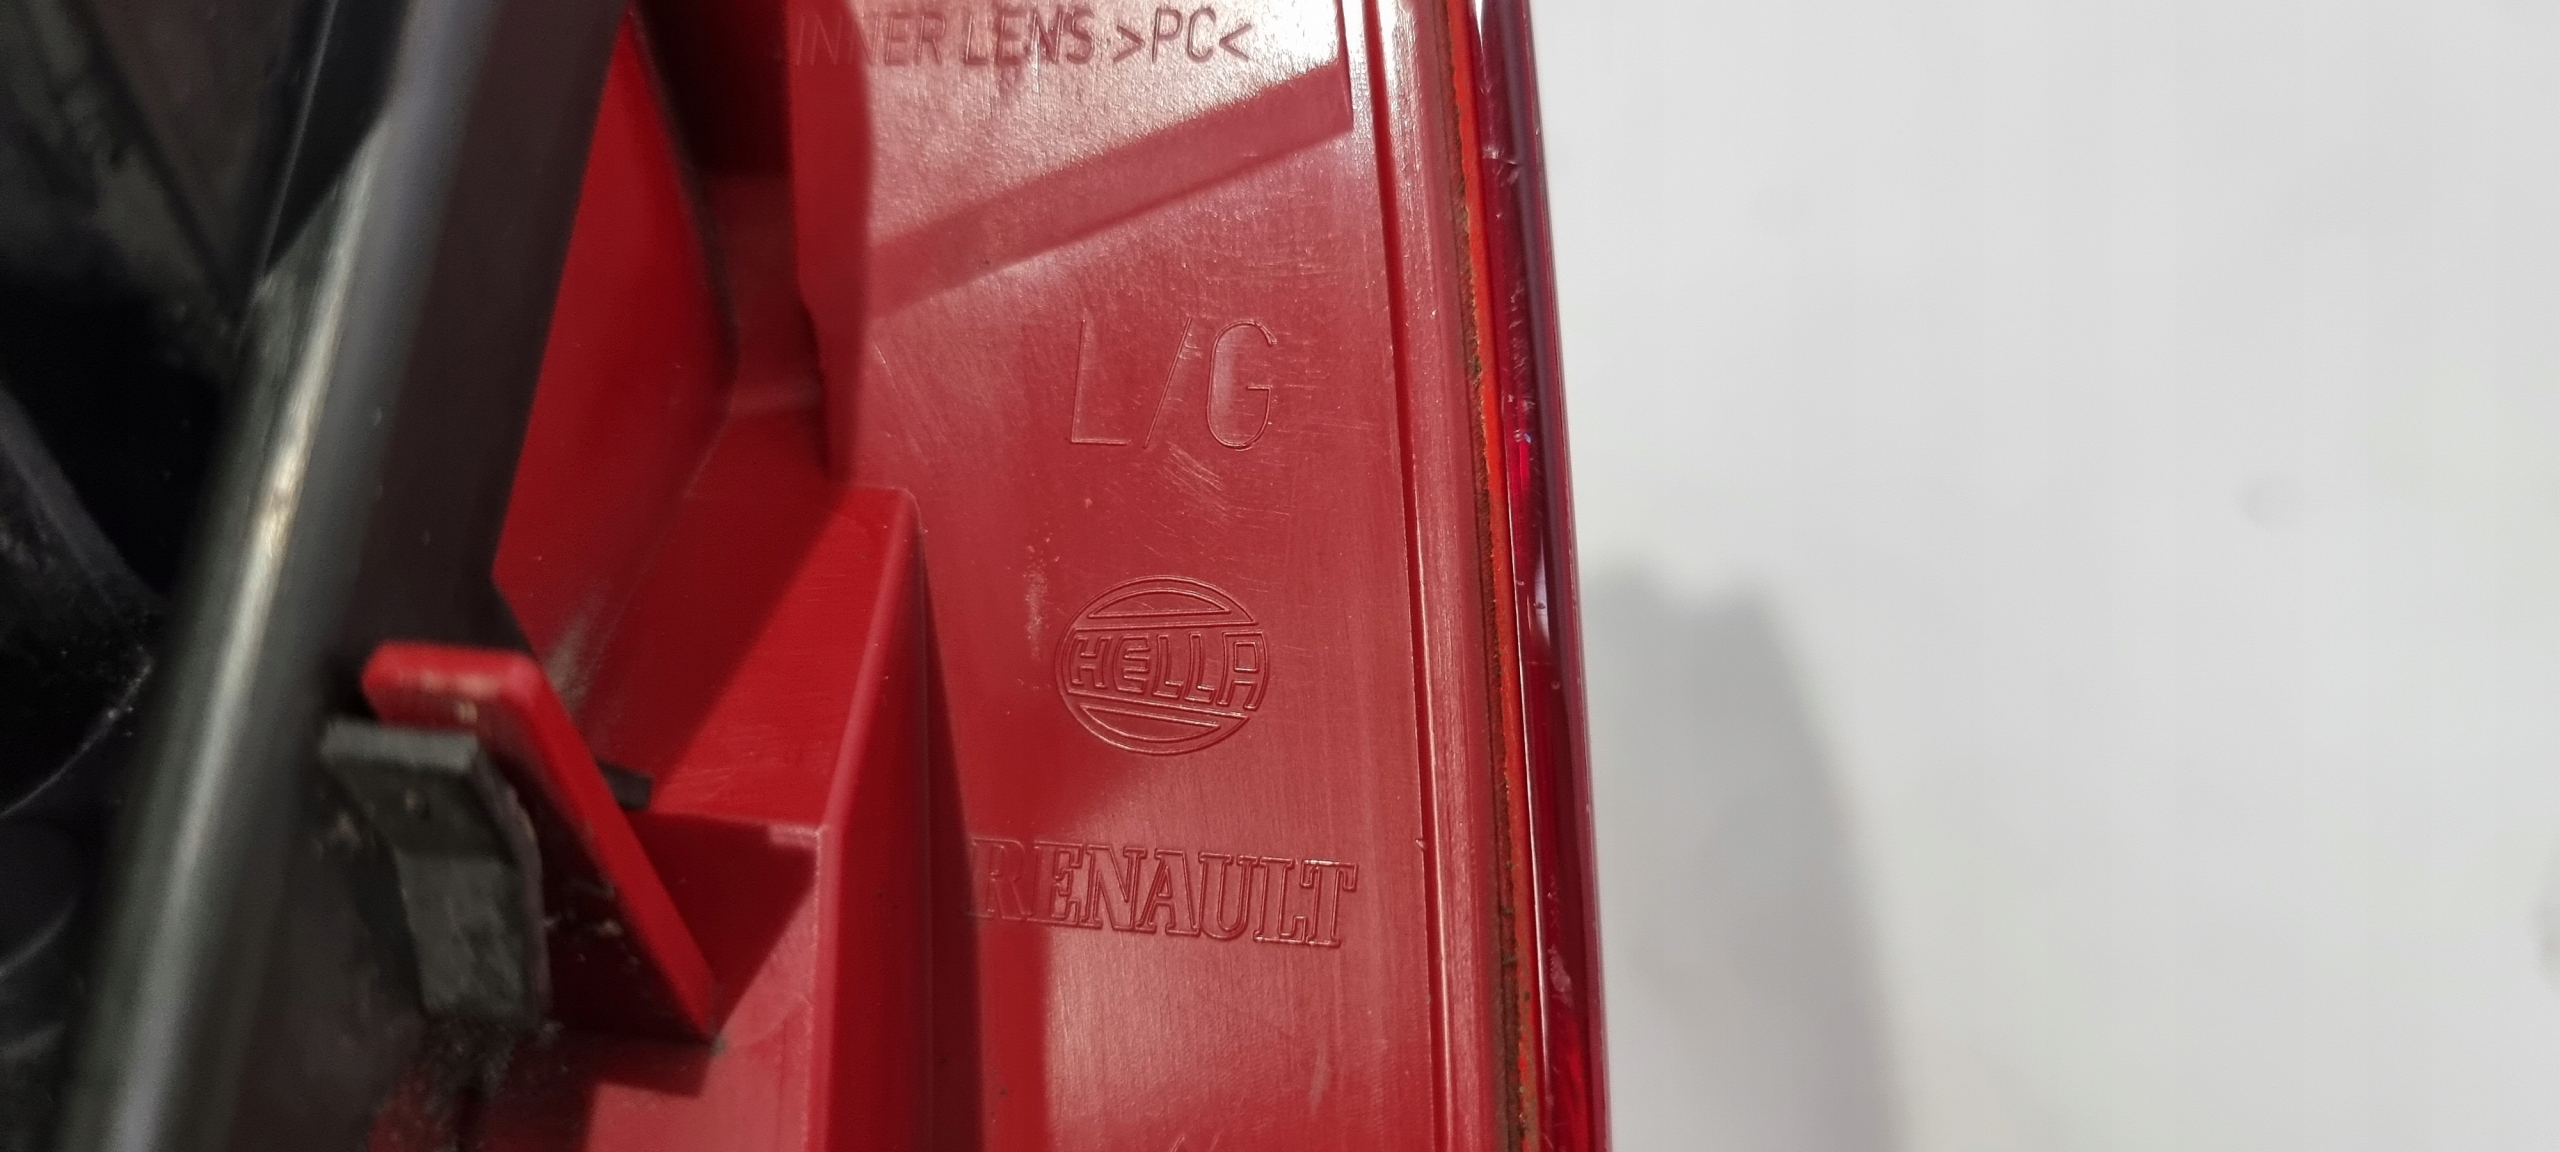 INNER LENS >PC<
L/G
HELLA
RENAULT